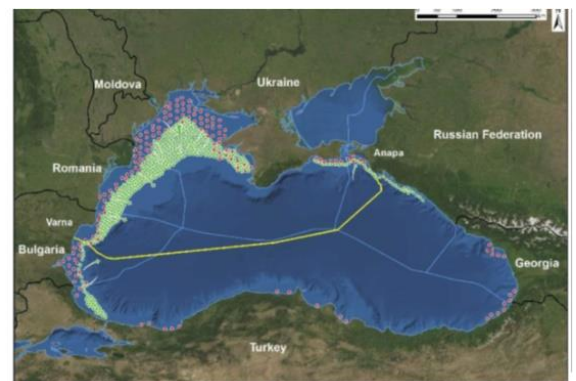 N
Moldova
Ukraine
Russian Federation
Anapa
Romania
Varna
Bulgaria
Georgia
Turkey